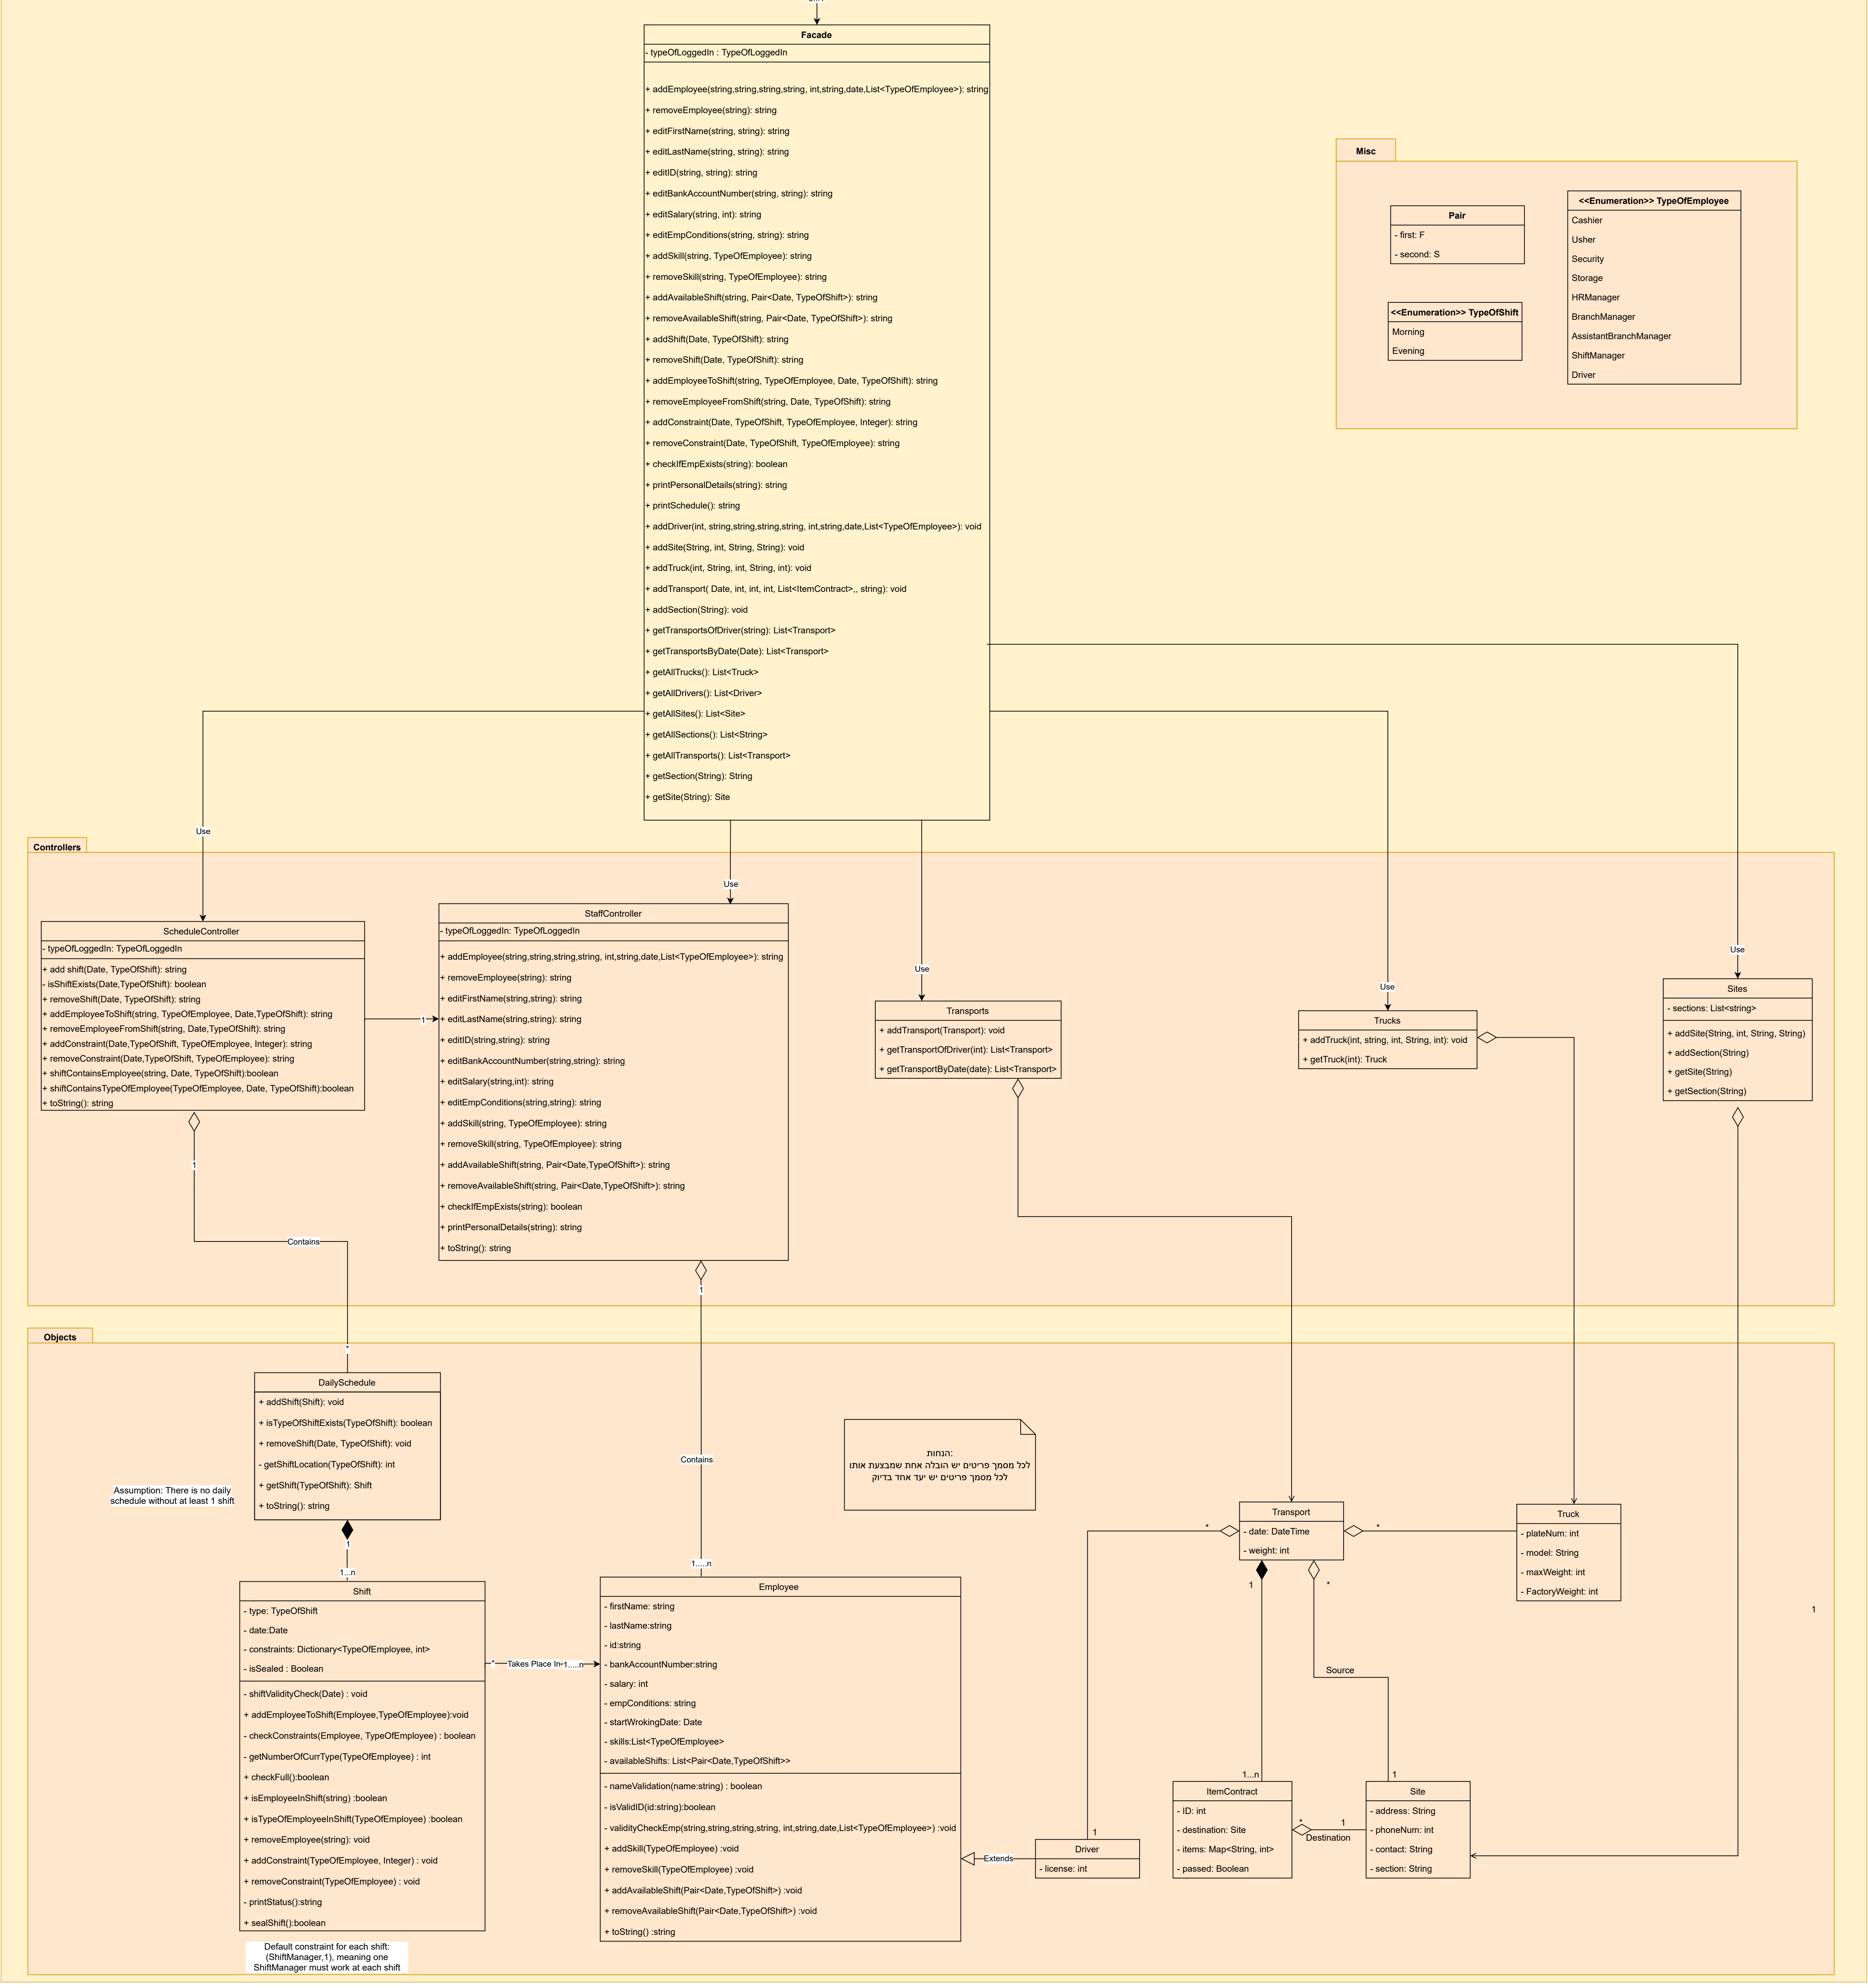 Facade
- typeOfLoggedIn : TypeOfLoggedIn
+ addEmployee(string,string,string,string, int,string,date,List<TypeOfEmployee>): string
+ removeEmployee(string): string
+ editFirstName(string, string): string
+ editLastName(string, string): string
+ editID(string, string): string
+ editBankAccountNumber(string, string): string
+ editSalary(string, int): string
+ editEmpConditions(string, string): string
+ addSkill(string, TypeOfEmployee): string
+ removeSkill(string, TypeOfEmployee): string
+ addAvailableShift(string, Pair<Date, TypeOfShift>): string
+ removeAvailableShift(string, Pair<Date, TypeOfShift>): string
+ addShift(Date, TypeOfShift): string
+ removeShift(Date, TypeOfShift): string
+ addEmployeeToShift(string, TypeOfEmployee, Date, TypeOfShift): string
+ removeEmployeeFromShift(string, Date, TypeOfShift): string
+ addConstraint(Date, TypeOfShift, TypeOfEmployee, Integer): string
+ removeConstraint(Date, TypeOfShift, TypeOfEmployee): string
+ checkIfEmpExists(string): boolean
+ printPersonalDetails(string): string
+ printSchedule(): string
+ addDriver(int, string,string,string,string, int,string,date,List<TypeOfEmployee>): void
+ addSite(String, int, String, String): void
+ addTruck(int, String, int, String, int): void
+ addTransport( Date, int, int, int, List<ItemContract>,, string): void
+ addSection(String): void
+ getTransportsOfDriver(string): List<Transport>
+ getTransportsByDate(Date): List<Transport>
+ getAllTrucks(): List<Truck>
+ getAllDrivers(): List<Driver>
+ getAllSites(): List<Site>
+ getAllSections(): List<String>
+ getAllTransports(): List<Transport>
+ getSection(String): String
+ getSite(String): Site
Misc
Pair
- first: F
- second: S
<<Enumeration>> TypeOfShift
Morning
Evening
<<Enumeration>> TypeOfEmployee
Cashier
Usher
Security
Storage
HRManager
BranchManager
AssistantBranchManager
ShiftManager
Driver
Use
Use
Use
Use
Use
Controllers
ScheduleController
- typeOfLoggedIn: TypeOfLoggedIn
+ add shift(Date, TypeOfShift): string
- isShiftExists(Date,TypeOfShift): boolean
+ removeShift(Date, TypeOfShift): string
+ addEmployeeToShift(string, TypeOfEmployee, Date,TypeOfShift): string
+ removeEmployeeFromShift(string, Date,TypeOfShift): string
+ addConstraint(Date,TypeOfShift, TypeOfEmployee, Integer): string
+ removeConstraint(Date,TypeOfShift, TypeOfEmployee): string
+ shiftContainsEmployee(string, Date, TypeOfShift):boolean
+ shiftContainsTypeOfEmployee(TypeOfEmployee, Date, TypeOfShift):boolean
+ toString(): string
1
StaffController
- typeOfLoggedIn: TypeOfLoggedIn
+ addEmployee(string,string,string,string, int,string,date,List<TypeOfEmployee>): string
+ removeEmployee(string): string
+ editFirstName(string,string): string
+ editLastName(string,string): string
+ editID(string,string): string
+ editBankAccountNumber(string,string): string
+ editSalary(string,int): string
+ editEmpConditions(string,string): string
+ addSkill(string, TypeOfEmployee): string
+ removeSkill(string, TypeOfEmployee): string
+ addAvailableShift(string, Pair<Date,TypeOfShift>): string
+ removeAvailableShift(string, Pair<Date,TypeOfShift>): string
+ checkIfEmpExists(string): boolean
+ printPersonalDetails(string): string
+ toString(): string
Transports
+ addTransport(Transport): void
+ getTransportOfDriver(int): List<Transport>
+ getTransportByDate(date): List<Transport>
Trucks
+ addTruck(int, string, int, String, int): void
+ getTruck(int): Truck
Sites
- sections: List<string>
+ addSite(String, int, String, String)
+ addSection(String)
+ getSite(String)
+ getSection(String)
1
Contains
*
1
Contains
1.....n
Objects
DailySchedule
+ addShift(Shift): void
+ isTypeOfShiftExists(TypeOfShift): boolean
+ removeShift(Date, TypeOfShift): void
- getShiftLocation(TypeOfShift): int
+ getShift(TypeOfShift): Shift
+ toString(): string
Assumption: There is no daily
schedule without at least 1 shift
1
1...n
Shift
- type: TypeOfShift
- date:Date
- constraints: Dictionary<TypeOfEmployee, int>
- isSealed : Boolean
- shiftValidityCheck(Date) : void
+ addEmployeeToShift(Employee,TypeOfEmployee):void
- checkConstraints(Employee, TypeOfEmployee) : boolean
- getNumberOfCurrType(TypeOfEmployee) : int
+ checkFull():boolean
+ isEmployeeInShift(string) :boolean
+ isTypeOfEmployeeInShift(TypeOfEmployee) :boolean
+ removeEmployee(string): void
+ addConstraint(TypeOfEmployee, Integer) : void
+ removeConstraint(TypeOfEmployee) : void
- printStatus():string
+ sealShift():boolean
Default constraint for each shift:
(ShiftManager,1), meaning one
ShiftManager must work at each shift
* Takes Place In 1.....n
Employee
- firstName: string
- lastName:string
- id:string
- bankAccountNumber:string
- salary: int
- empConditions: string
- startWrokingDate: Date
- skills:List<TypeOfEmployee>
- availableShifts: List<Pair<Date,TypeOfShift>>
- nameValidation(name:string) : boolean
- isValidID(id:string):boolean
- validityCheckEmp(string,string,string,string, int,string,date,List<TypeOfEmployee>) :void
+ addSkill(TypeOfEmployee) :void
+ removeSkill(TypeOfEmployee) :void
+ addAvailableShift(Pair<Date,TypeOfShift>) :void
+ removeAvailableShift(Pair<Date,TypeOfShift>) :void
+ toString() :string
הנחות:
לכל מסמך פריטים יש הובלה אחת שמבצעת אותו
לכל מסמך פריטים יש יעד אחד בדיוק
Extends
1
Driver
- license: int
*
Transport
- date: DateTime
- weight: int
*
1
*
Source
Truck
- plateNum: int
- model: String
- maxWeight: int
- FactoryWeight: int
1
1...n
ItemContract
- ID: int
- destination: Site
- items: Map<String, int>
- passed: Boolean
*
1
Destination
1
Site
- address: String
- phoneNum: int
- contact: String
- section: String